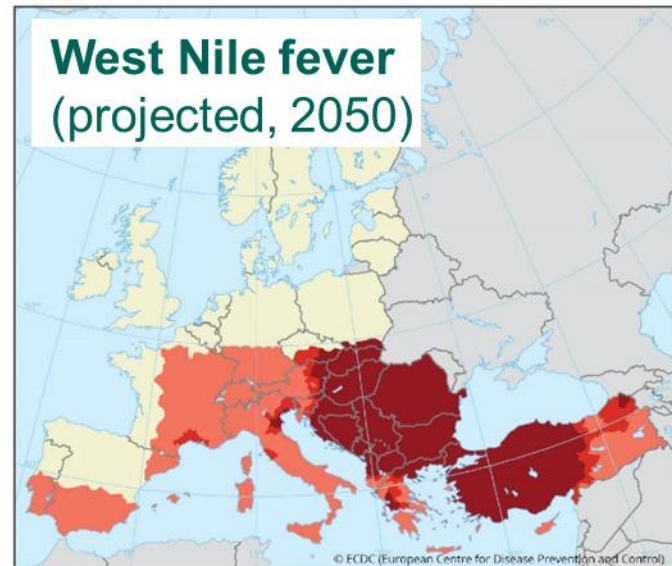 West Nile fever
(projected, 2050)
© ECDC (European Centre for Disease Prevention and Control)